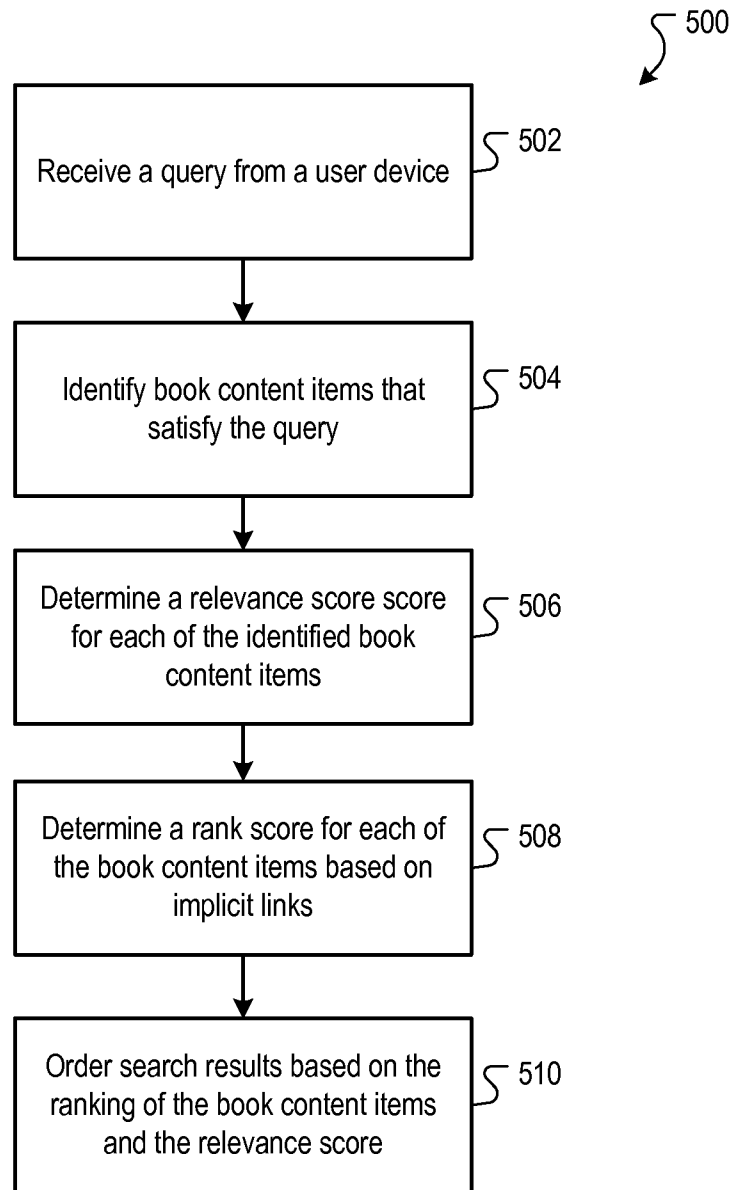 500
Receive a query from a user device
502
Identify book content items that
satisfy the query
504
Determine a relevance score score
for each of the identified book
content items
506
Determine a rank score for each of
the book content items based on
implicit links
508
Order search results based on the
ranking of the book content items
and the relevance score
510